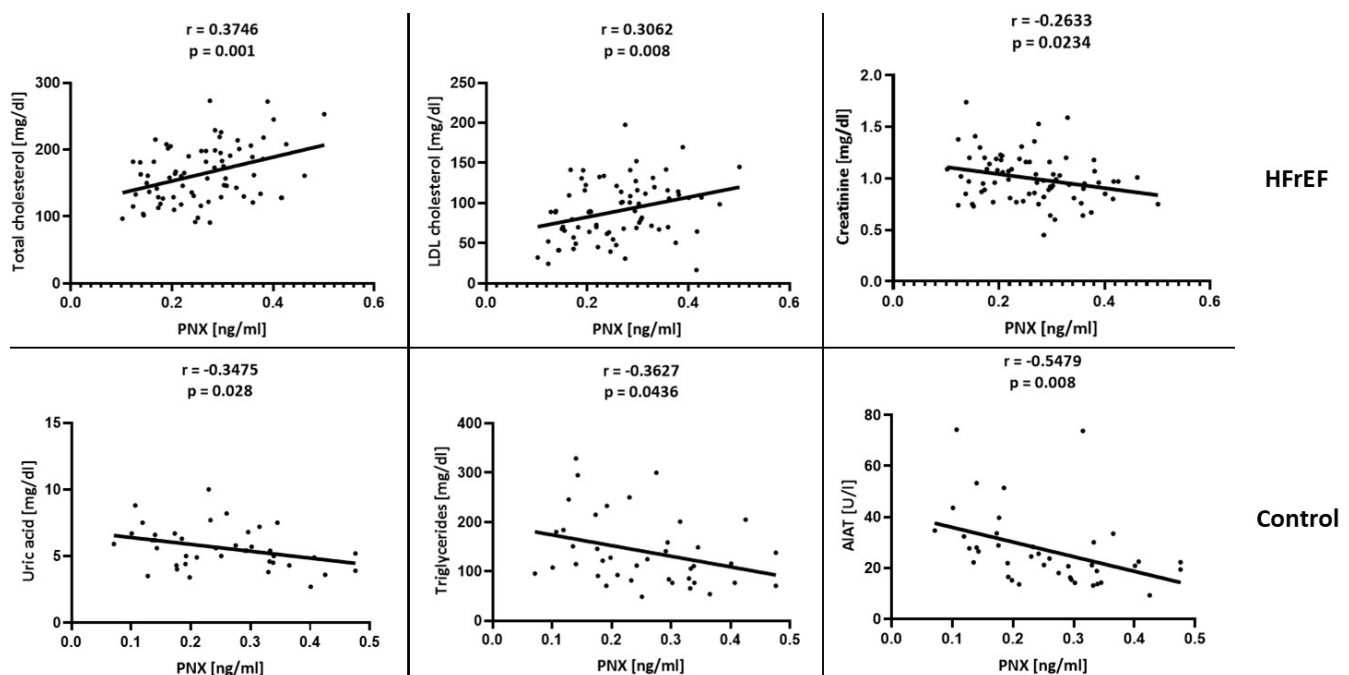 r = 0.3746
p = 0.001
Total cholesterol [mg/dl]
300
200
100
0
0.0 0.2 0.4 0.6
PNX [ng/ml]
r = 0.3062
p = 0.008
LDL cholesterol [mg/dl]
250
200
150
100
50
0
0.0 0.2 0.4 0.6
PNX [ng/ml]
r = -0.2633
p = 0.0234
Creatinine [mg/dl]
2.0
1.5
1.0
0.5
0.0
0.0 0.2 0.4 0.6
PNX [ng/ml]
HFrEF
r = -0.3475
p = 0.028
Uric acid [mg/dl]
15
10
5
0
0.0 0.1 0.2 0.3 0.4 0.5
PNX [ng/ml]
r = -0.3627
p = 0.0436
Triglycerides [mg/dl]
400
300
200
100
0
0.0 0.1 0.2 0.3 0.4 0.5
PNX [ng/ml]
r = -0.5479
p = 0.008
AlAT [U/l]
80
60
40
20
0
0.0 0.1 0.2 0.3 0.4 0.5
PNX [ng/ml]
Control